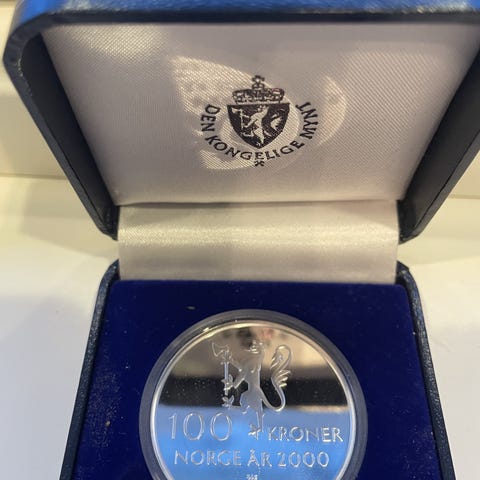 DEN KONGELIGE MYNT
100 KRONER
NORGE ÅR 2000